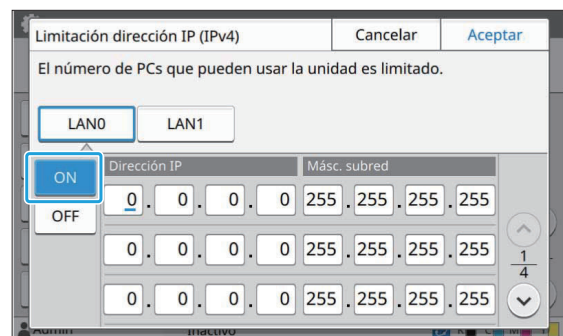 Limitación dirección IP (IPv4) Cancelar Aceptar
El número de PCs que pueden usar la unidad es limitado.
LAN0 LAN1
ON Dirección IP Másc. subred
0 . 0 . 0 . 0 255 . 255 . 255 . 255
OFF
0 . 0 . 0 . 0 255 . 255 . 255 . 255
1
4
0 . 0 . 0 . 0 255 . 255 . 255 . 255
Admin Inactivo